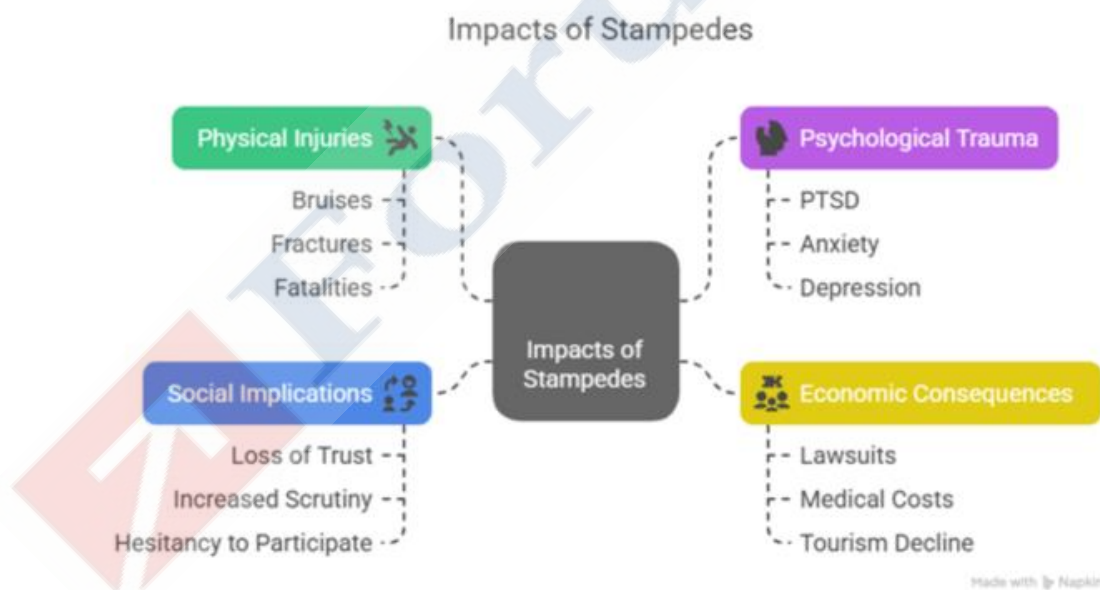 Impacts of Stampedes
Physical Injuries
Bruises
Fractures
Fatalities
Psychological Trauma
PTSD
Anxiety
Depression
Impacts of
Stampedes
Social Implications
Loss of Trust
Increased Scrutiny
Hesitancy to Participate
Economic Consequences
Lawsuits
Medical Costs
Tourism Decline
Made with Napkin